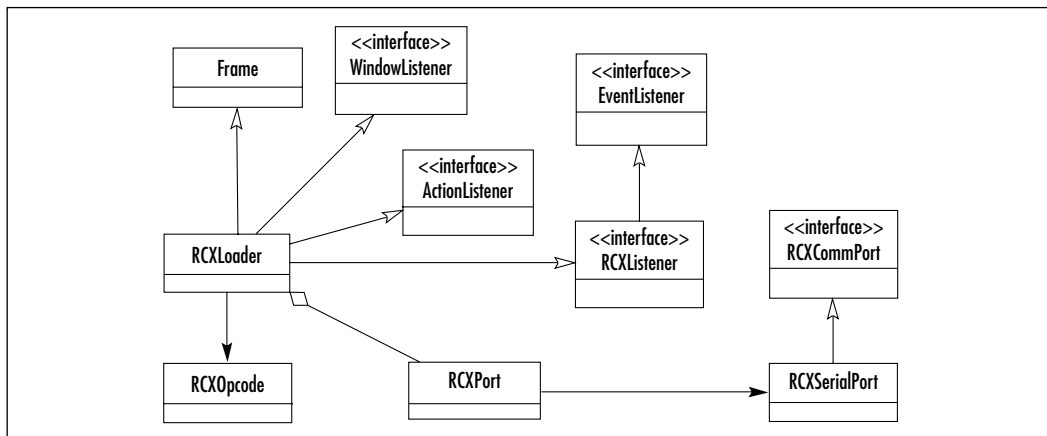 Frame
<<interface>>
WindowListener
<<interface>>
EventListener
<<interface>>
ActionListener
RCXLoader
<<interface>>
RCXListener
<<interface>>
RCXCommPort
RCXOpcode
RCXPort
RCXSerialPort